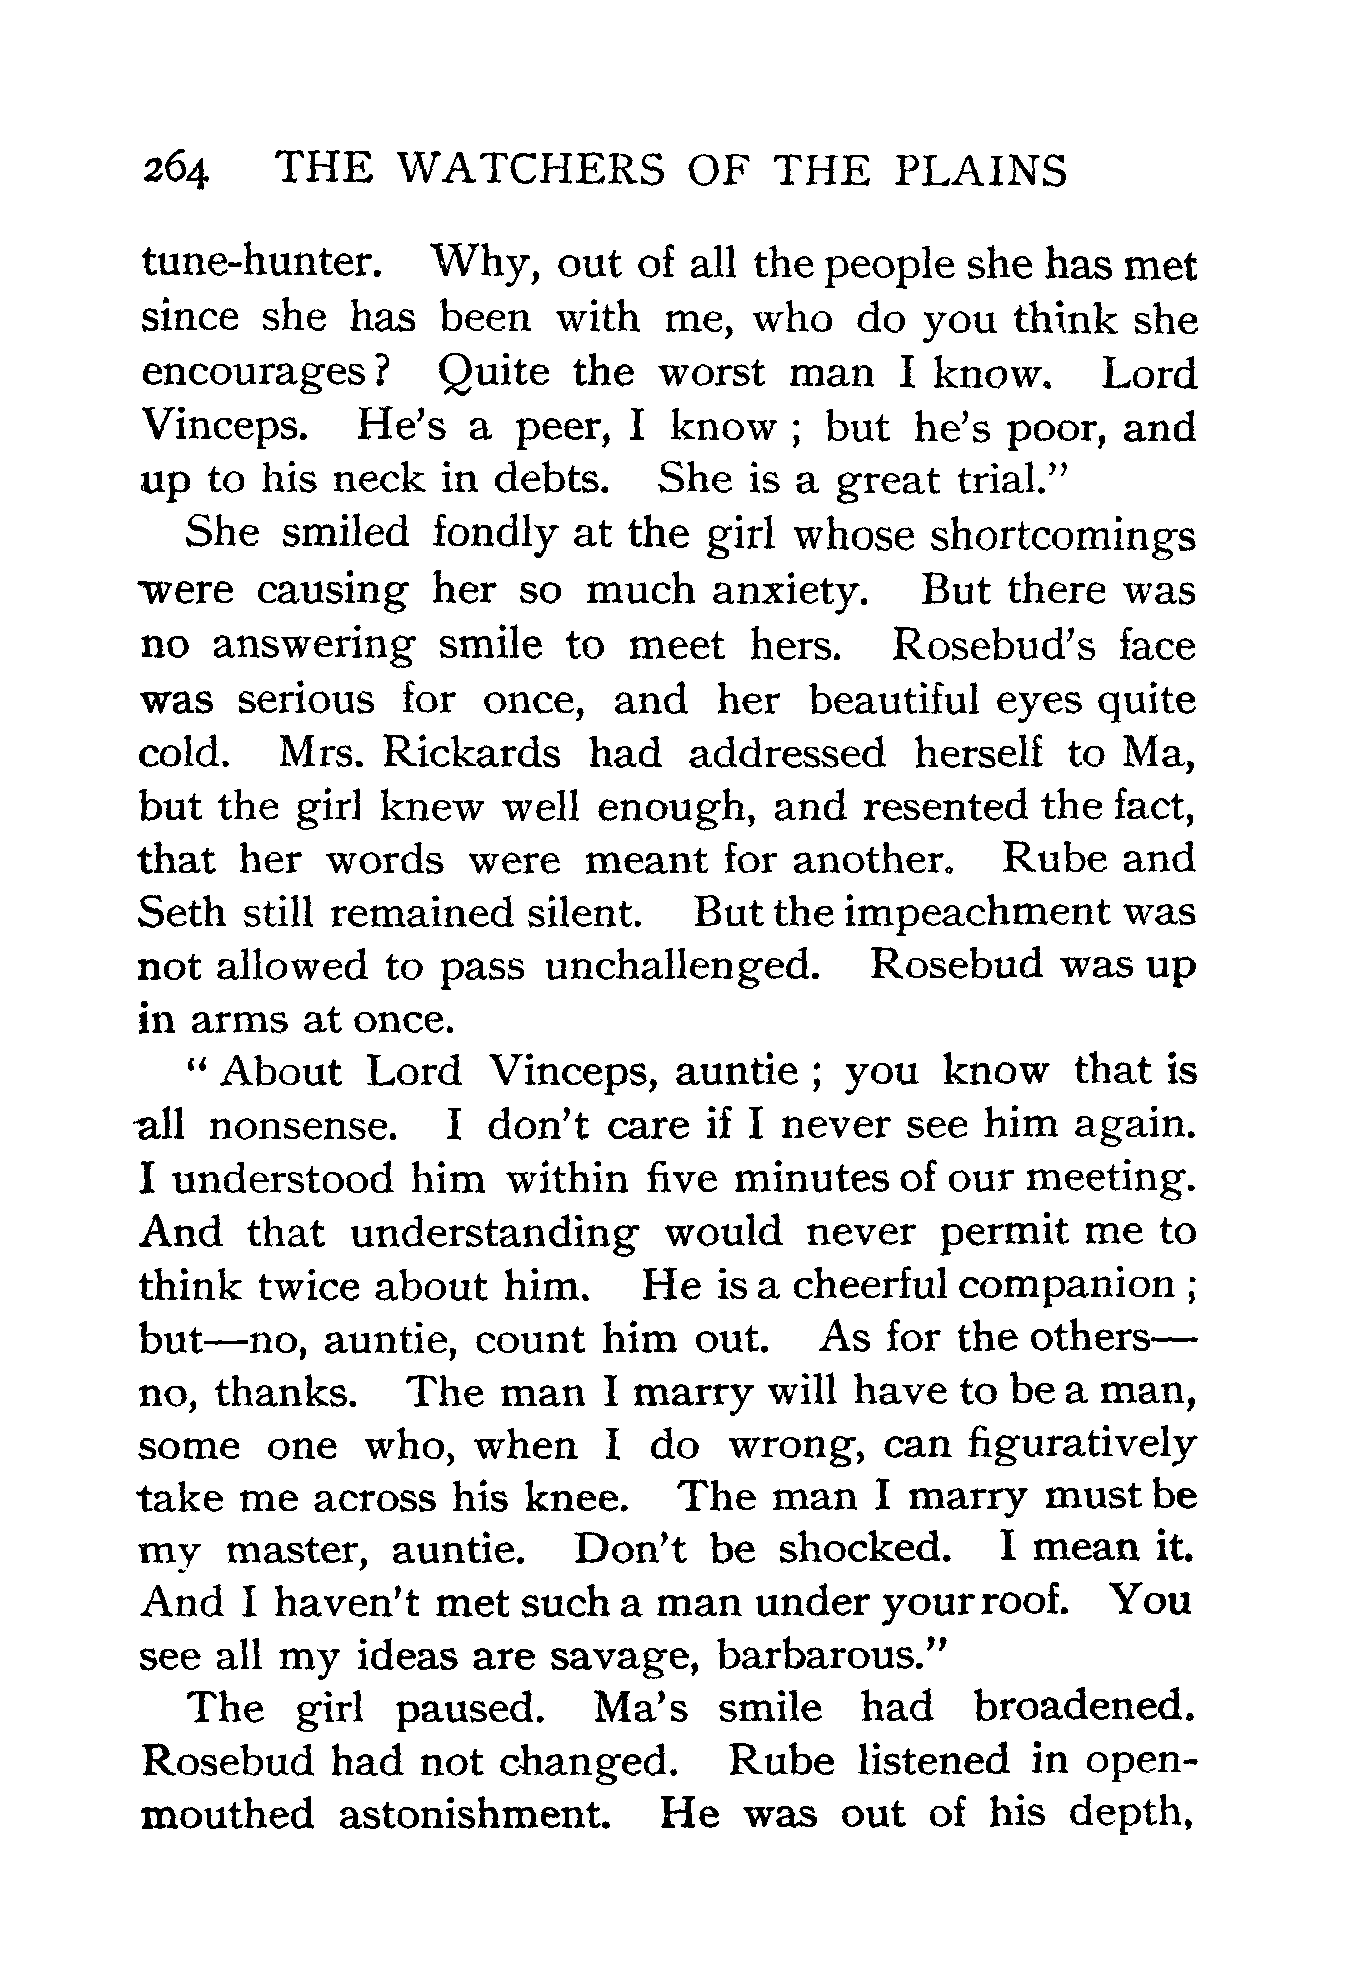 264 THE WATCHERS OF THE PLAINS
tune-hunter. Why, out of all the people she has met
since she has been with me, who do you think she
encourages? Quite the worst man I know. Lord
Vinceps. He's a peer, I know ; but he's poor, and
up to his neck in debts. She is a great trial."
She smiled fondly at the girl whose shortcomings
were causing her so much anxiety. But there was
no answering smile to meet hers. Rosebud's face
was serious for once, and her beautiful eyes quite
cold. Mrs. Rickards had addressed herself to Ma,
but the girl knew well enough, and resented the fact,
that her words were meant for another. Rube and
Seth still remained silent. But the impeachment was
not allowed to pass unchallenged. Rosebud was up
in arms at once.
"About Lord Vinceps, auntie ; you know that is
all nonsense. I don't care if I never see him again.
I understood him within five minutes of our meeting.
And that understanding would never permit me to
think twice about him. He is a cheerful companion ;
but—no, auntie, count him out. As for the others—
no, thanks. The man I marry will have to be a man,
some one who, when I do wrong, can figuratively
take me across his knee. The man I marry must be
my master, auntie. Don't be shocked. I mean it.
And I haven't met such a man under your roof. You
see all my ideas are savage, barbarous."
The girl paused. Ma's smile had broadened.
Rosebud had not changed. Rube listened in open-
mouthed astonishment. He was out of his depth,